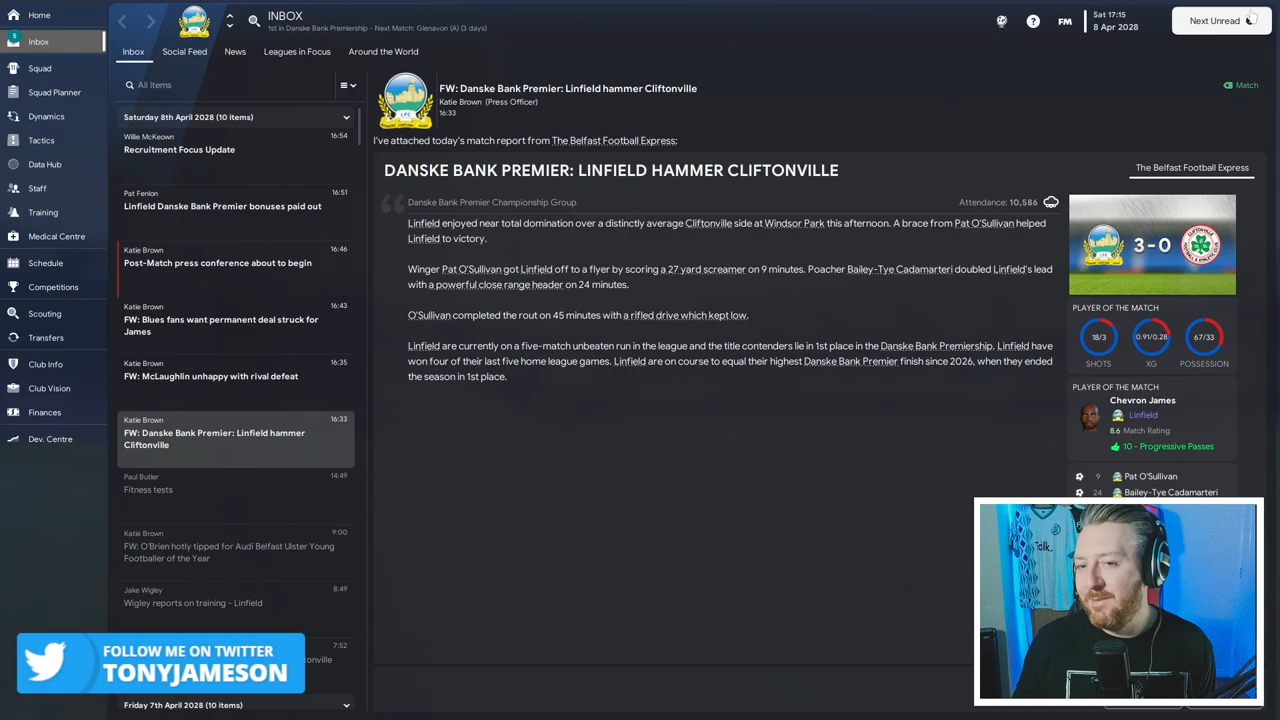 Home
5
Inbox
Squad
Squad Planner
Dynamics
Tactics
Data Hub
Staff
Training
Medical Centre
Schedule
Competitions
Scouting
Transfers
Club Info
Club Vision
Finances
Dev. Centre
INBOX
1st in Danske Bank Premiership - Next Match: Glenavon (A) (3 days)
FM
Sat 17:15
8 Apr 2028
Next Unread
Inbox
Social Feed
News
Leagues in Focus
Around the World
All Items
Saturday 8th April 2028 (10 items)
Willie McKeown 16:54
Recruitment Focus Update
Pat Fenlon 16:51
Linfield Danske Bank Premier bonuses paid out
Katie Brown 16:46
Post-Match press conference about to begin
Katie Brown 16:43
FW: Blues fans want permanent deal struck for
James
Katie Brown 16:35
FW: McLaughlin unhappy with rival defeat
Katie Brown 16:33
FW: Danske Bank Premier: Linfield hammer
Cliftonville
Paul Butler 14:49
Fitness tests
Katie Brown 9:00
FW: O'Brien hotly tipped for Audi Belfast Ulster Young
Footballer of the Year
Jake Wigley 8:49
Wigley reports on training - Linfield
7:52
Friday 7th April 2028 (10 items)
FW: Danske Bank Premier: Linfield hammer Cliftonville
Katie Brown (Press Officer)
16:33
Match
I've attached today's match report from The Belfast Football Express:
DANSKE BANK PREMIER: LINFIELD HAMMER CLIFTONVILLE
The Belfast Football Express
Danske Bank Premier Championship Group
Attendance: 10,586
Linfield enjoyed near total domination over a distinctly average Cliftonville side at Windsor Park this afternoon. A brace from Pat O'Sullivan helped
Linfield to victory.
Winger Pat O'Sullivan got Linfield off to a flyer by scoring a 27 yard screamer on 9 minutes. Poacher Bailey-Tye Cadamarteri doubled Linfield's lead
with a powerful close range header on 24 minutes.
O'Sullivan completed the rout on 45 minutes with a rifled drive which kept low.
Linfield are currently on a five-match unbeaten run in the league and the title contenders lie in 1st place in the Danske Bank Premiership. Linfield have
won four of their last five home league games. Linfield are on course to equal their highest Danske Bank Premier finish since 2026, when they ended
the season in 1st place.
3-0
PLAYER OF THE MATCH
18/3
0.91/0.28
67/33
SHOTS
XG
POSSESSION
PLAYER OF THE MATCH
Chevron James
Linfield
8.6 Match Rating
10 - Progressive Passes
9 Pat O'Sullivan
24 Bailey-Tye Cadamarteri
Talk.
FOLLOW ME ON TWITTER
TONYJAMESON